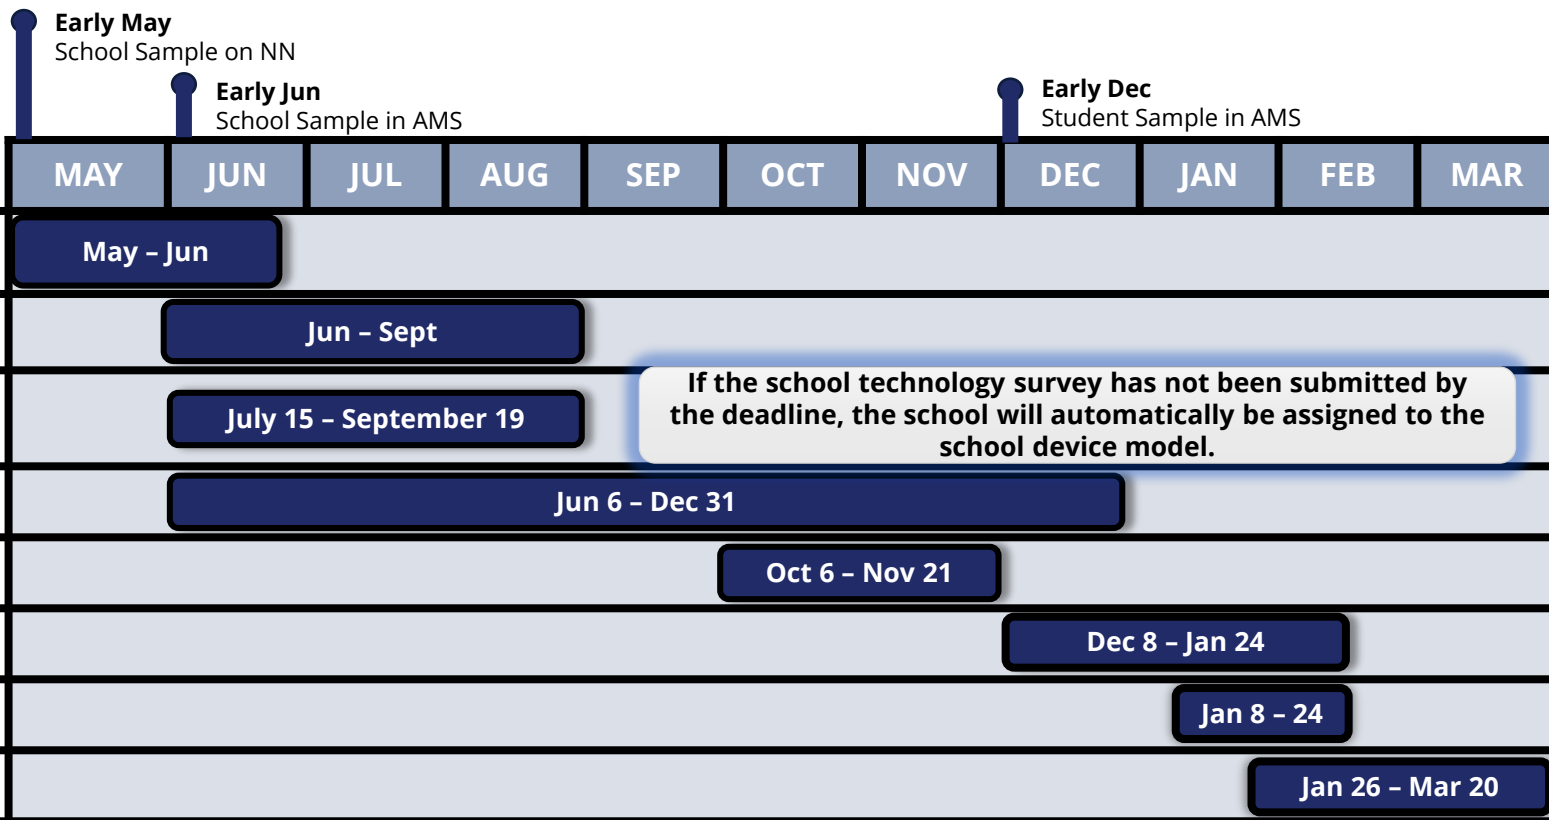 Early May
School Sample on NN
Early Jun
School Sample in AMS
Early Dec
Student Sample in AMS
MAY JUN JUL AUG SEP OCT NOV DEC JAN FEB MAR
May – Jun
Jun – Sept
If the school technology survey has not been submitted by
the deadline, the school will automatically be assigned to the
school device model.
July 15 – September 19
Jun 6 – Dec 31
Oct 6 – Nov 21
Dec 8 – Jan 24
Jan 8 – 24
Jan 26 – Mar 20